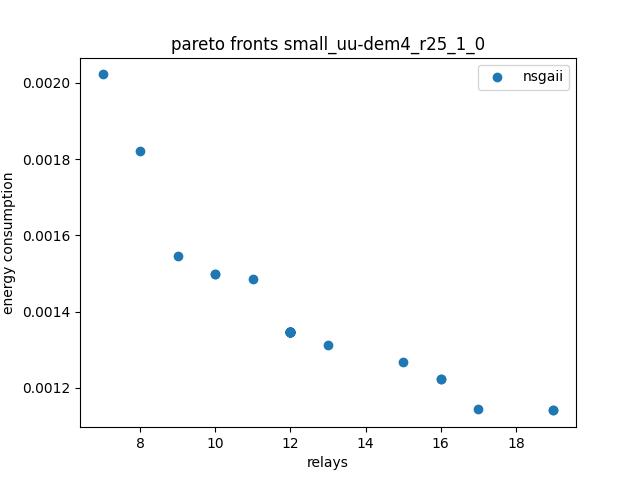 pareto fronts small_uu-dem4_r25_1_0
nsgaii
0.0020
0.0018
0.0016
0.0014
0.0012
energy consumption
8 10 12 14 16 18
relays